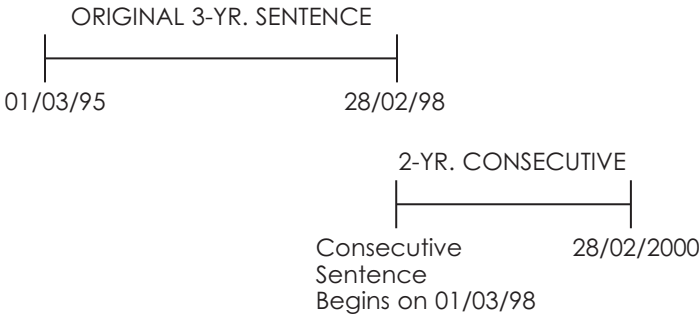 ORIGINAL 3-YR. SENTENCE
01/03/95 28/02/98
2-YR. CONSECUTIVE
Consecutive 28/02/2000
Sentence
Begins on 01/03/98